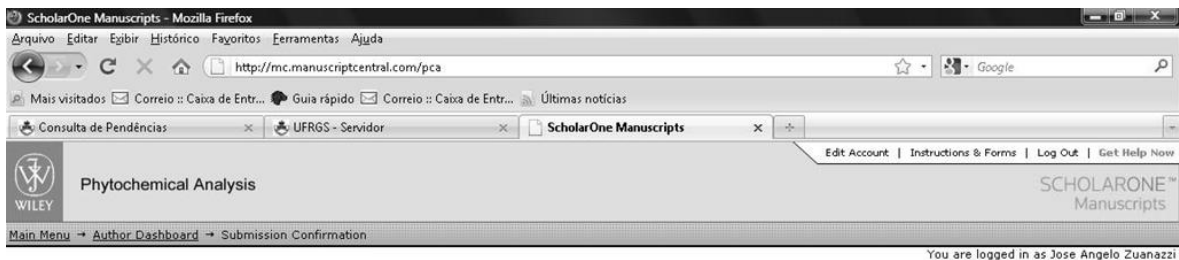 ScholarOne Manuscripts - Mozilla Firefox
Arquivo Editar Exibir Histórico Favoritos Ferramentas Ajuda
http://mc.manuscriptcentral.com/pca Google
Mais visitados Correio :: Caixa de Entr... Guia rápido Correio :: Caixa de Entr... Últimas notícias
Consulta de Pendências UFRGS - Servidor ScholarOne Manuscripts
Edit Account | Instructions & Forms | Log Out | Get Help Now
WILEY Phytochemical Analysis SCHOLARONE™
Manuscripts
Main Menu → Author Dashboard → Submission Confirmation
You are logged in as Jose Angelo Zuanazzi